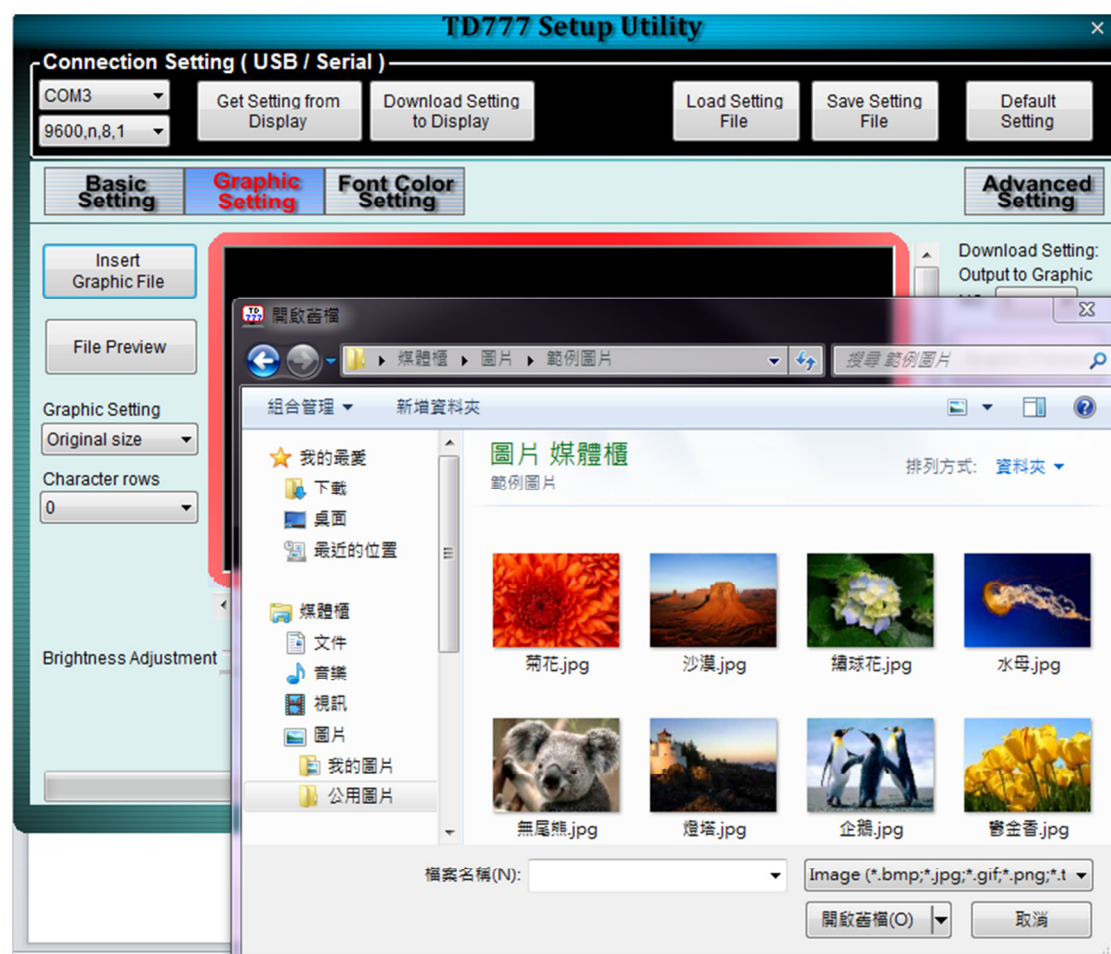 TD777 Setup Utility
Connection Setting ( USB / Serial )
COM3
9600,n,8,1
Get Setting from
Display
Download Setting
to Display
Load Setting
File
Save Setting
File
Default
Setting
Basic
Setting
Graphic
Setting
Font Color
Setting
Advanced
Setting
Insert
Graphic File
File Preview
Graphic Setting
Original size
Character rows
0
Brightness Adjustment
Download Setting:
Output to Graphic
TD
777
開啟舊檔
媒體櫃
圖片
範例圖片
搜尋 範例圖片
組合管理
新增資料夾
我的最愛
下載
桌面
最近的位置
媒體櫃
文件
音樂
視訊
圖片
我的圖片
公用圖片
圖片 媒體櫃
範例圖片
排列方式: 資料夾
菊花.jpg
沙漠.jpg
繡球花.jpg
水母.jpg
無尾熊.jpg
燈塔.jpg
企鵝.jpg
鬱金香.jpg
檔案名稱(N):
Image (*.bmp;*.jpg;*.gif;*.png;*.t
開啟舊檔(O)
取消